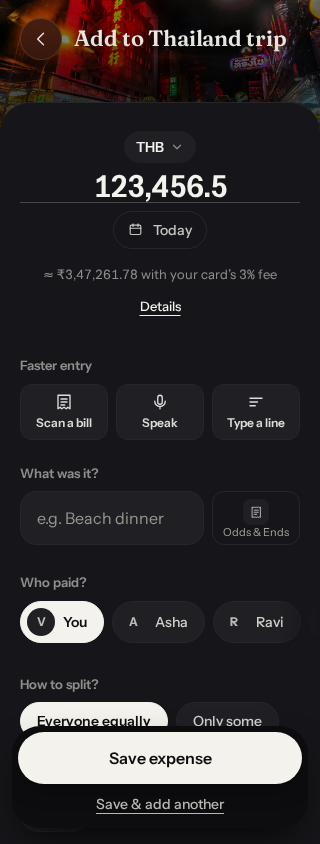 Add to Thailand trip
THB
123,456.5
Today
≈ ₹3,47,261.78 with your card's 3% fee
Details
Faster entry
Scan a bill
Speak
Type a line
What was it?
e.g. Beach dinner
Odds & Ends
Who paid?
V You
A Asha
R Ravi
How to split?
Everyone equally
Only some
Save expense
Save & add another